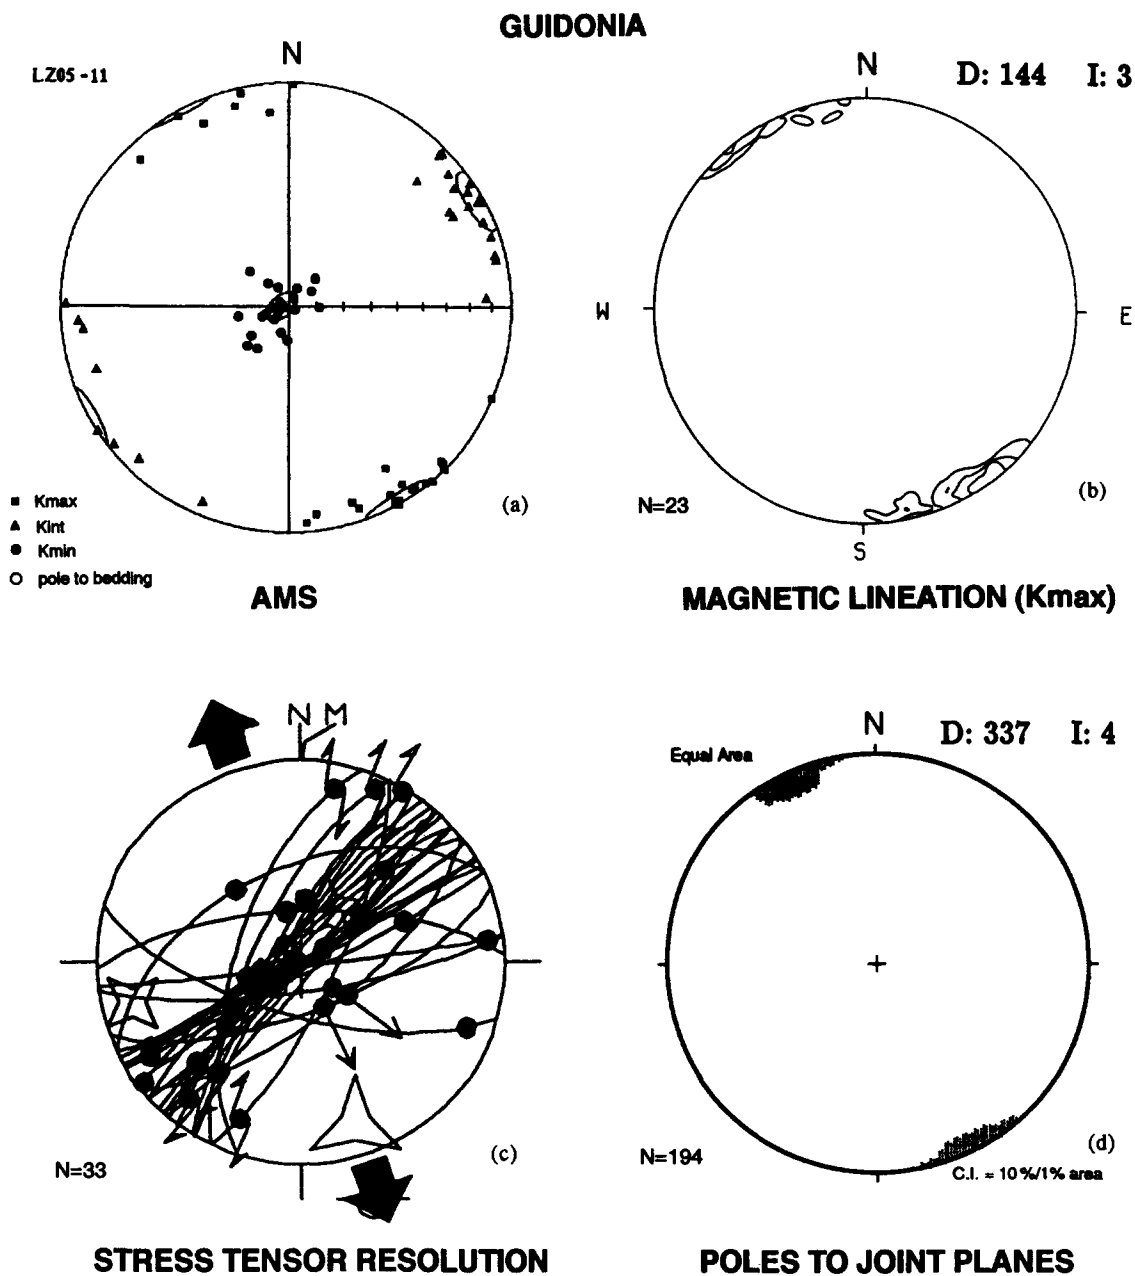 GUIDONIA
LZ05-11
N
N
D: 144 I: 3
W
E
S
Kmax
Kint
Kmin
pole to bedding
(a)
N=23
(b)
AMS
MAGNETIC LINEATION (Kmax)
N M
N
D: 337 I: 4
Equal Area
N=33
(c)
N=194
(d)
C.I. = 10%/1% area
STRESS TENSOR RESOLUTION
POLES TO JOINT PLANES